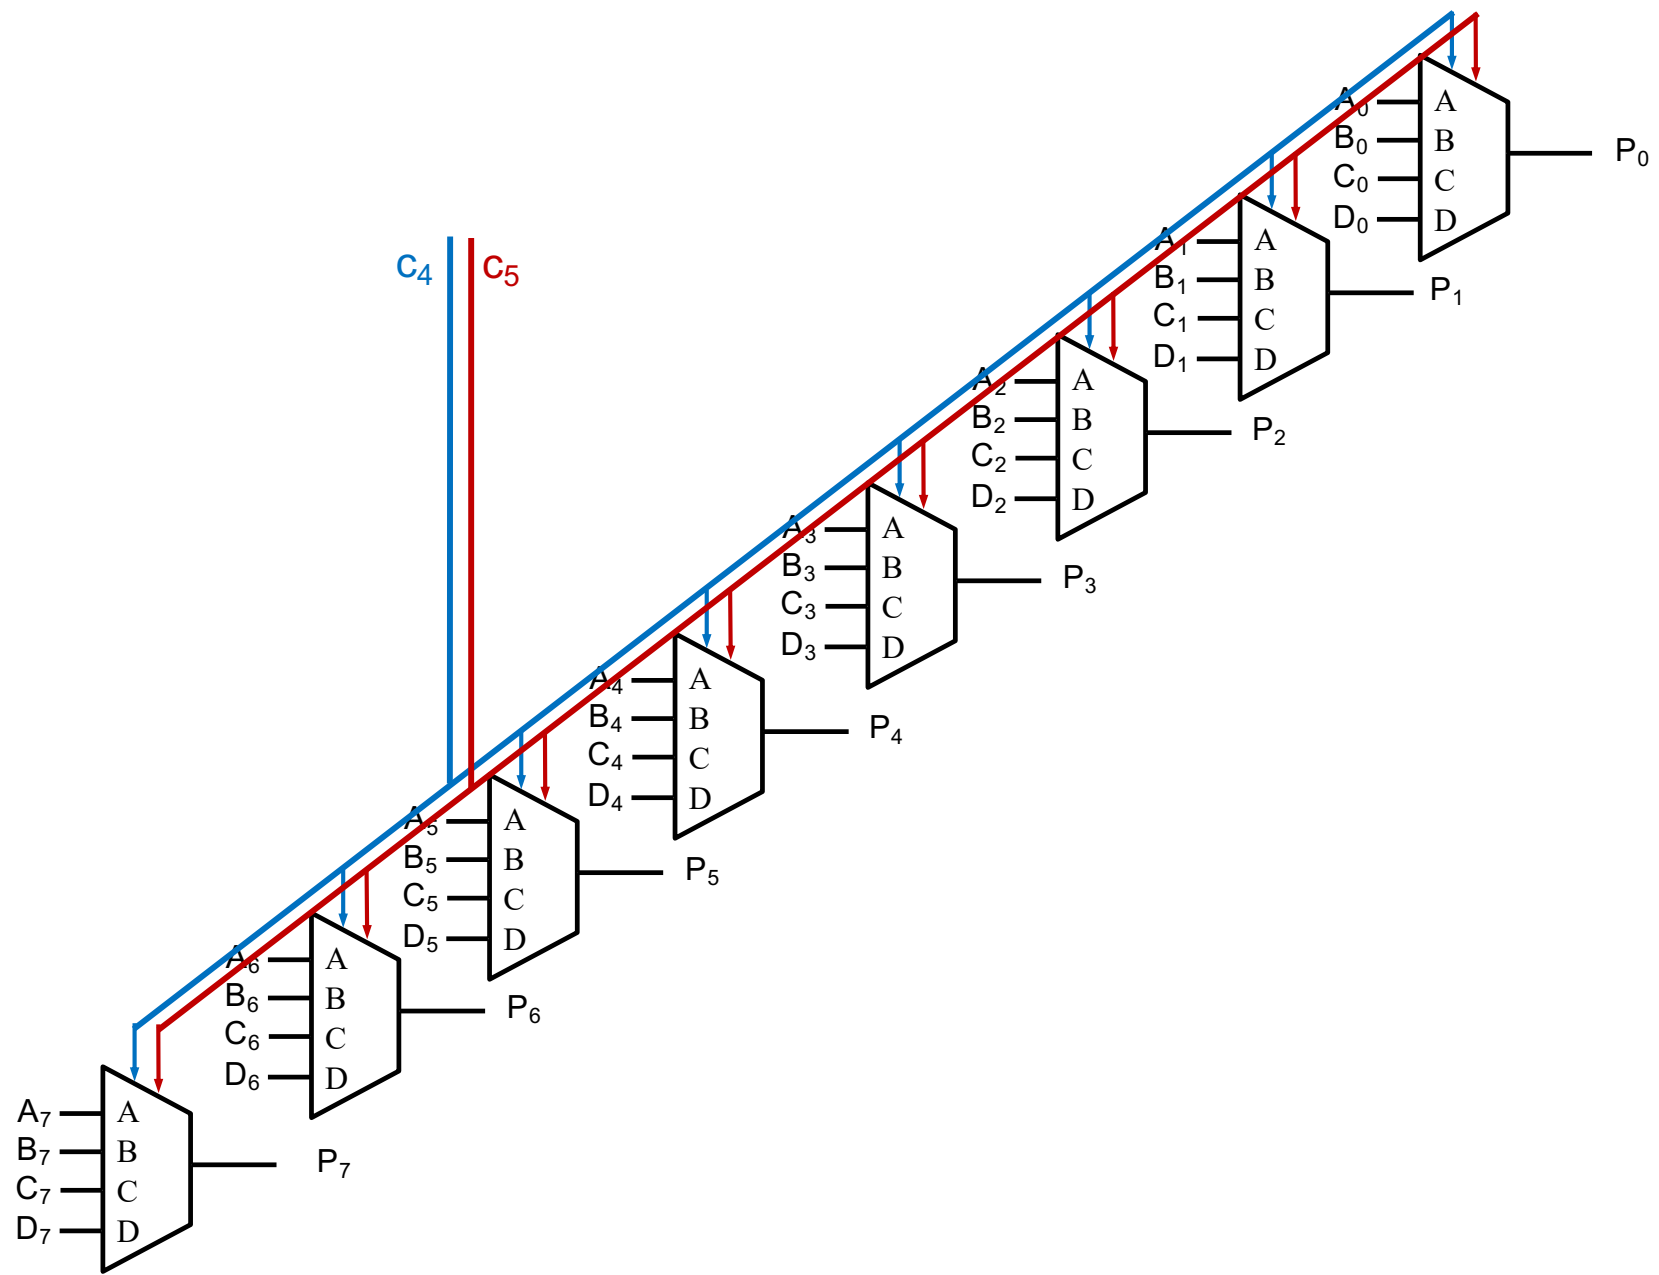 c₄ c₅
A₀ A
B₀ B
C₀ C
D₀ D
P₀
A₁ A
B₁ B
C₁ C
D₁ D
P₁
A₂ A
B₂ B
C₂ C
D₂ D
P₂
A₃ A
B₃ B
C₃ C
D₃ D
P₃
A₄ A
B₄ B
C₄ C
D₄ D
P₄
A₅ A
B₅ B
C₅ C
D₅ D
P₅
A₆ A
B₆ B
C₆ C
D₆ D
P₆
A₇ A
B₇ B
C₇ C
D₇ D
P₇